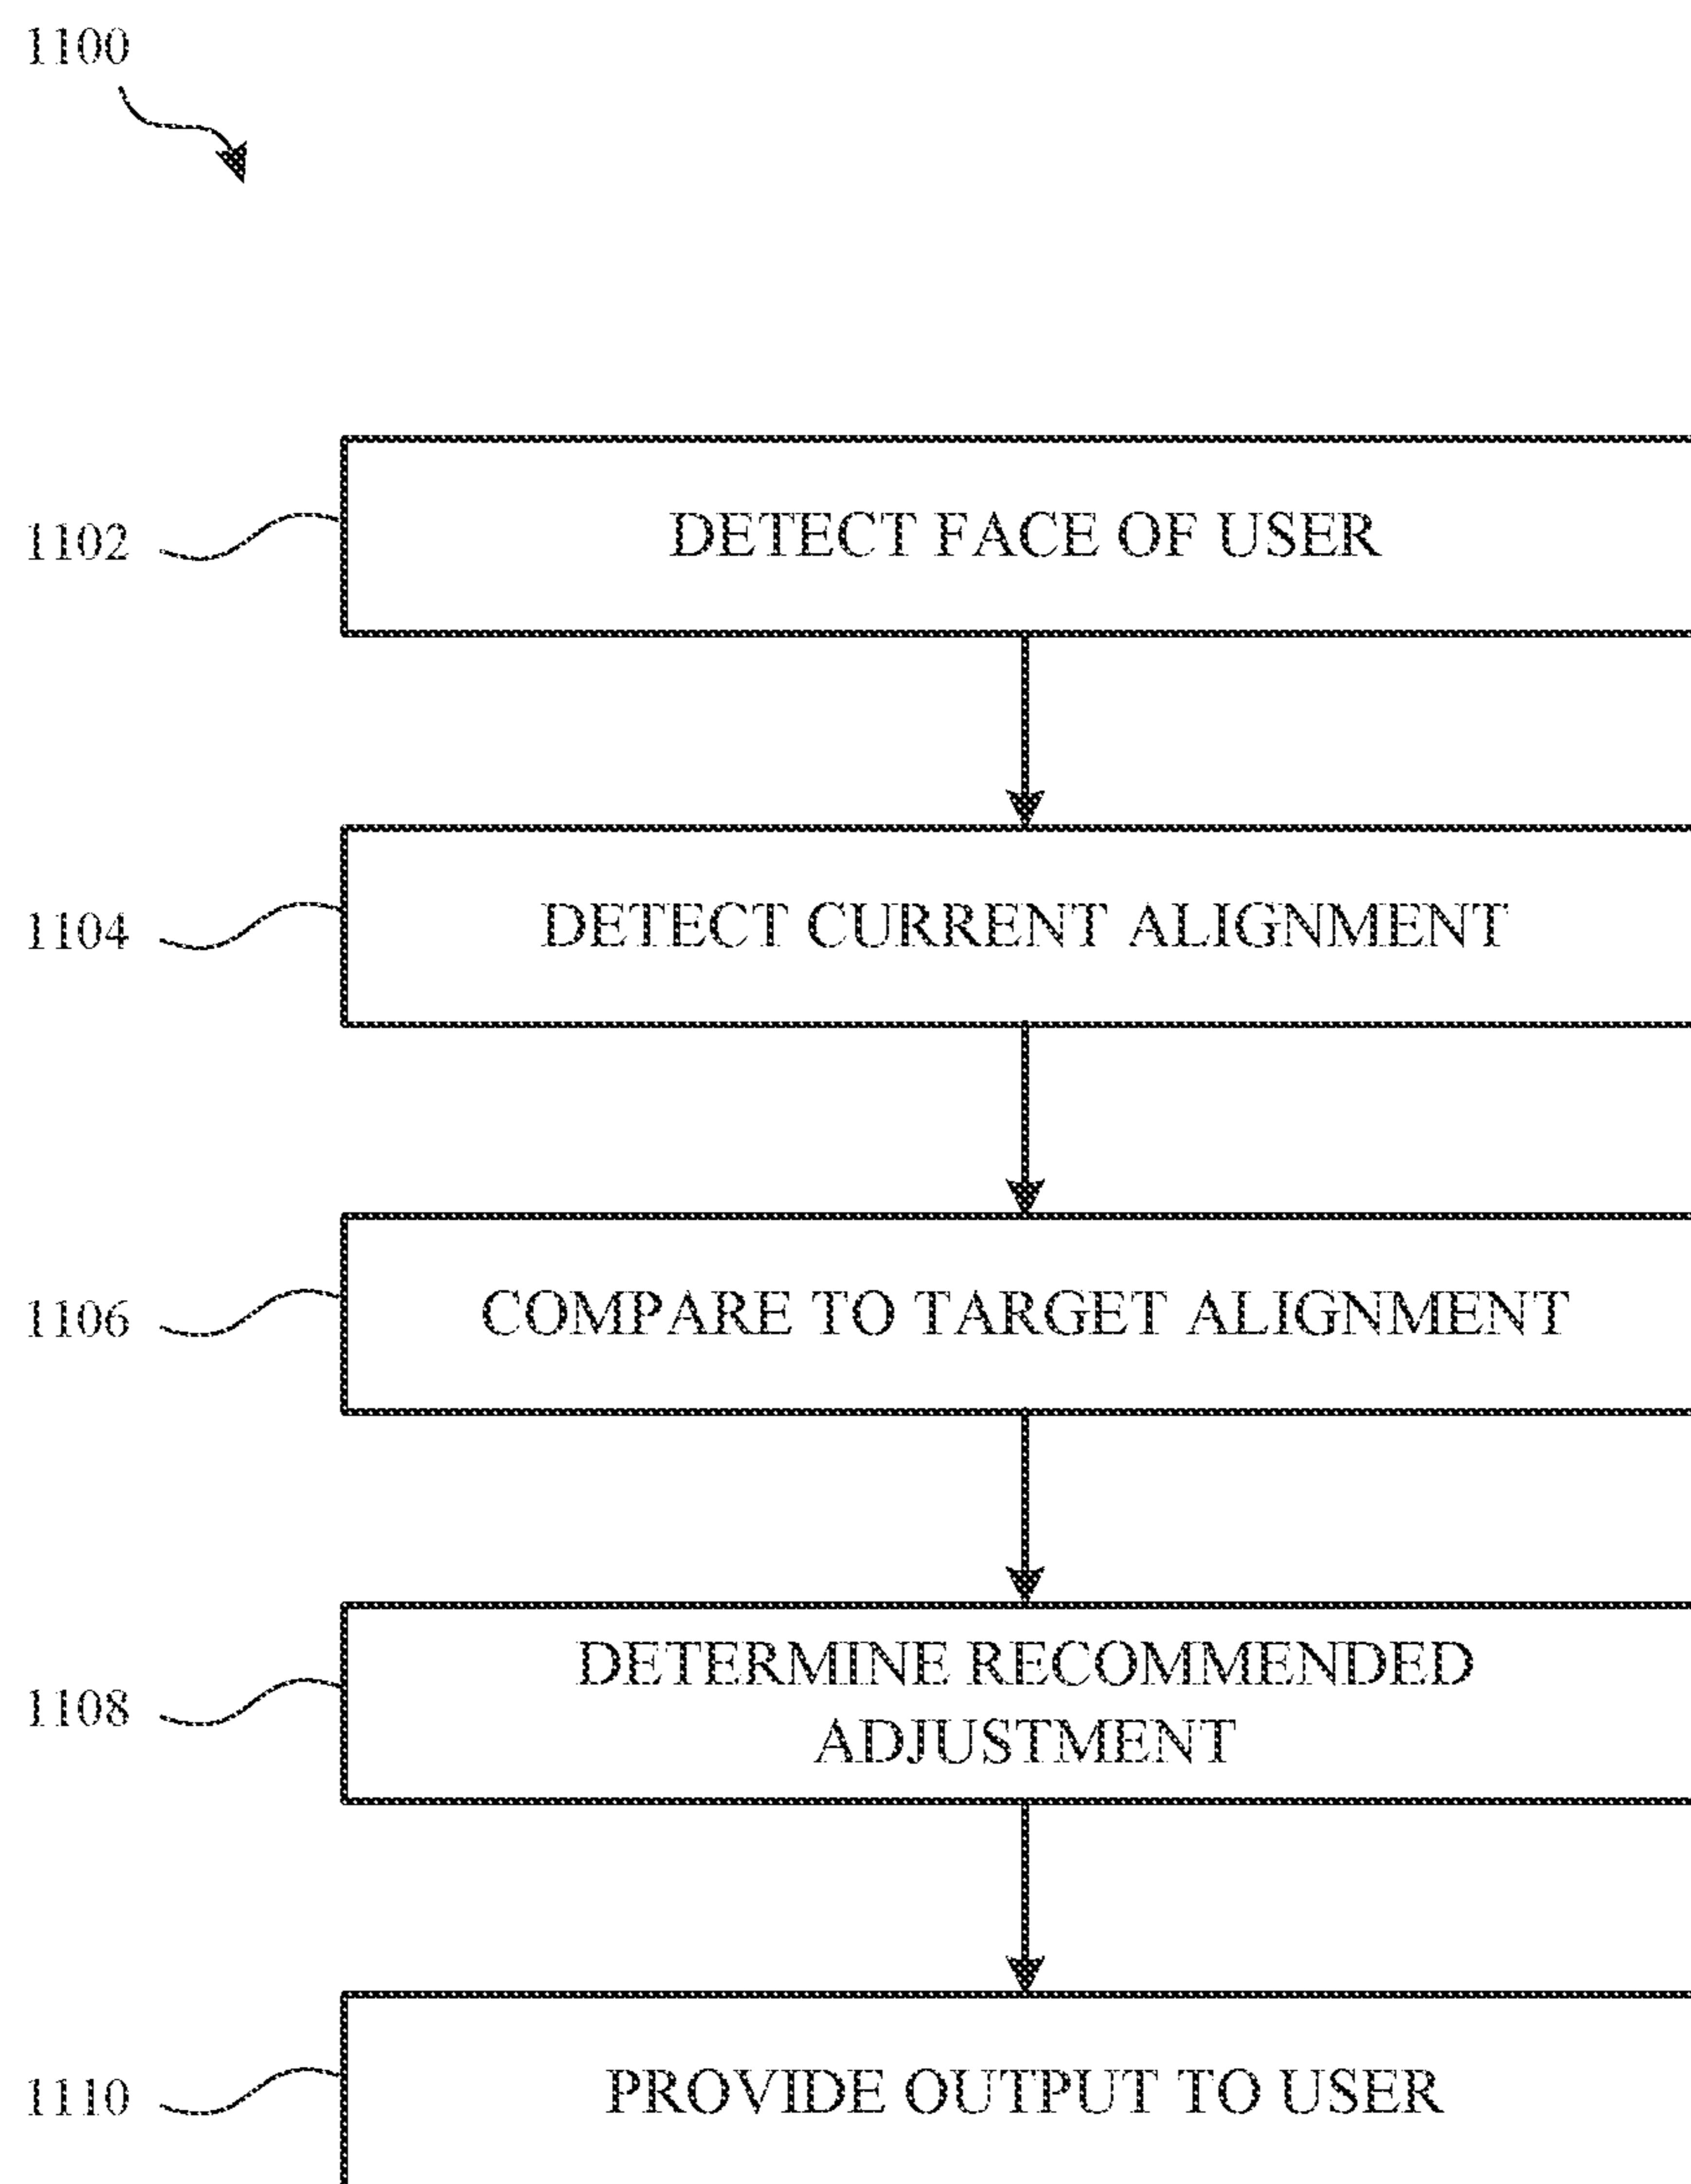 1100
1102 DETECT FACE OF USER
1104 DETECT CURRENT ALIGNMENT
1106 COMPARE TO TARGET ALIGNMENT
1108 DETERMINE RECOMMENDED
ADJUSTMENT
1110 PROVIDE OUTPUT TO USER